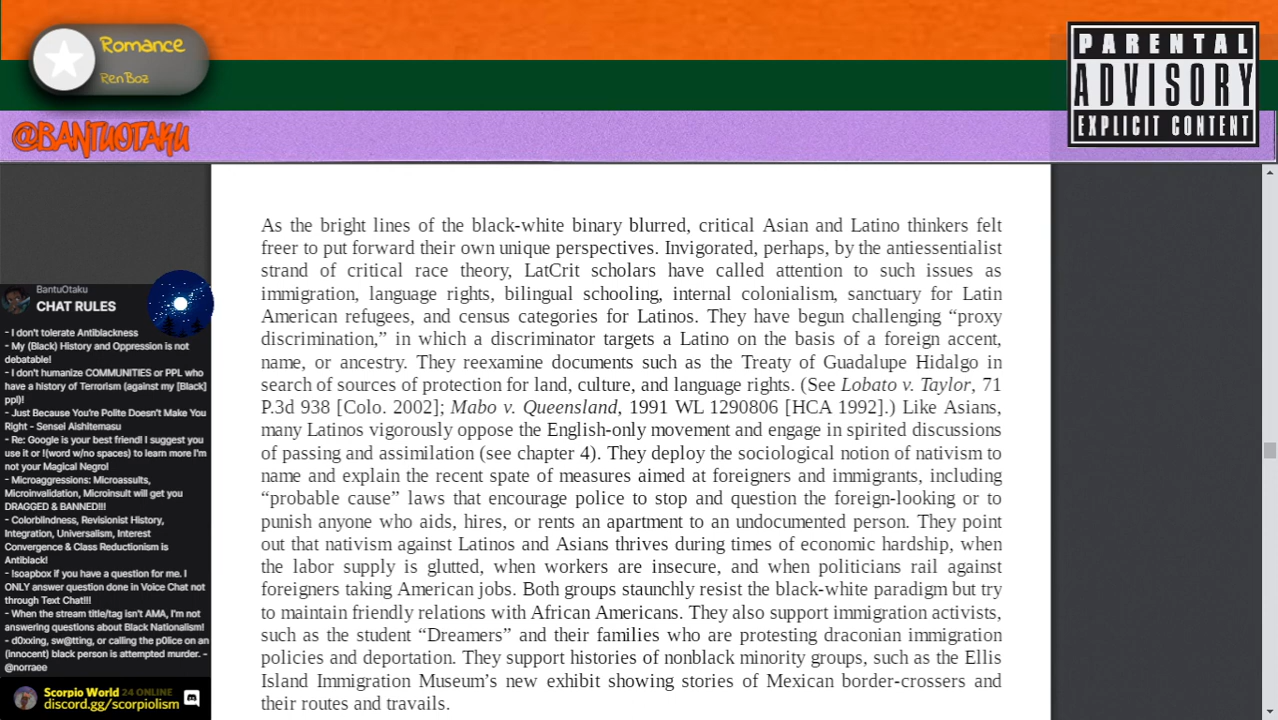 Romance
RenBoz
@BANTUOTAKU
PARENTAL
ADVISORY
EXPLICIT CONTENT
As the bright lines of the black-white binary blurred, critical Asian and Latino thinkers felt
freer to put forward their own unique perspectives. Invigorated, perhaps, by the antiessentialist
strand of critical race theory, LatCrit scholars have called attention to such issues as
immigration, language rights, bilingual schooling, internal colonialism, sanctuary for Latin
American refugees, and census categories for Latinos. They have begun challenging “proxy
discrimination,” in which a discriminator targets a Latino on the basis of a foreign accent,
name, or ancestry. They reexamine documents such as the Treaty of Guadalupe Hidalgo in
search of sources of protection for land, culture, and language rights. (See Lobato v. Taylor, 71
P.3d 938 [Colo. 2002]; Mabo v. Queensland, 1991 WL 1290806 [HCA 1992].) Like Asians,
many Latinos vigorously oppose the English-only movement and engage in spirited discussions
of passing and assimilation (see chapter 4). They deploy the sociological notion of nativism to
name and explain the recent spate of measures aimed at foreigners and immigrants, including
“probable cause” laws that encourage police to stop and question the foreign-looking or to
punish anyone who aids, hires, or rents an apartment to an undocumented person. They point
out that nativism against Latinos and Asians thrives during times of economic hardship, when
the labor supply is glutted, when workers are insecure, and when politicians rail against
foreigners taking American jobs. Both groups staunchly resist the black-white paradigm but try
to maintain friendly relations with African Americans. They also support immigration activists,
such as the student “Dreamers” and their families who are protesting draconian immigration
policies and deportation. They support histories of nonblack minority groups, such as the Ellis
Island Immigration Museum’s new exhibit showing stories of Mexican border-crossers and
their routes and travails.
BantuOtaku
CHAT RULES
- I don't tolerate Antiblackness
- My (Black) History and Oppression is not
debatable!
- I don't humanize COMMUNITIES or PPL who
have a history of Terrorism (against my [Black]
ppl)!
- Just Because You're Polite Doesn't Make You
Right - Sensei Aishitemasu
- Re: Google is your best friend! I suggest you
use it or !(word w/no spaces) to learn more I'm
not your Magical Negro!
- Microaggressions: Microassults,
Microinvalidation, Microinsult will get you
DRAGGED & BANNED!!!
- Colorblindness, Revisionist History,
Integration, Universalism, Interest
Convergence & Class Reductionism is
Antiblack!
- !soapbox if you have a question for me. I
ONLY answer question done in Voice Chat not
through Text Chat!!!
- When the stream title/tag isn't AMA, I'm not
answering questions about Black Nationalism!
- d0xxing, sw@tting, or calling the p0lice on an
(innocent) black person is attempted murder. -
@norraee
Scorpio World 24 ONLINE
discord.gg/scorpiolism